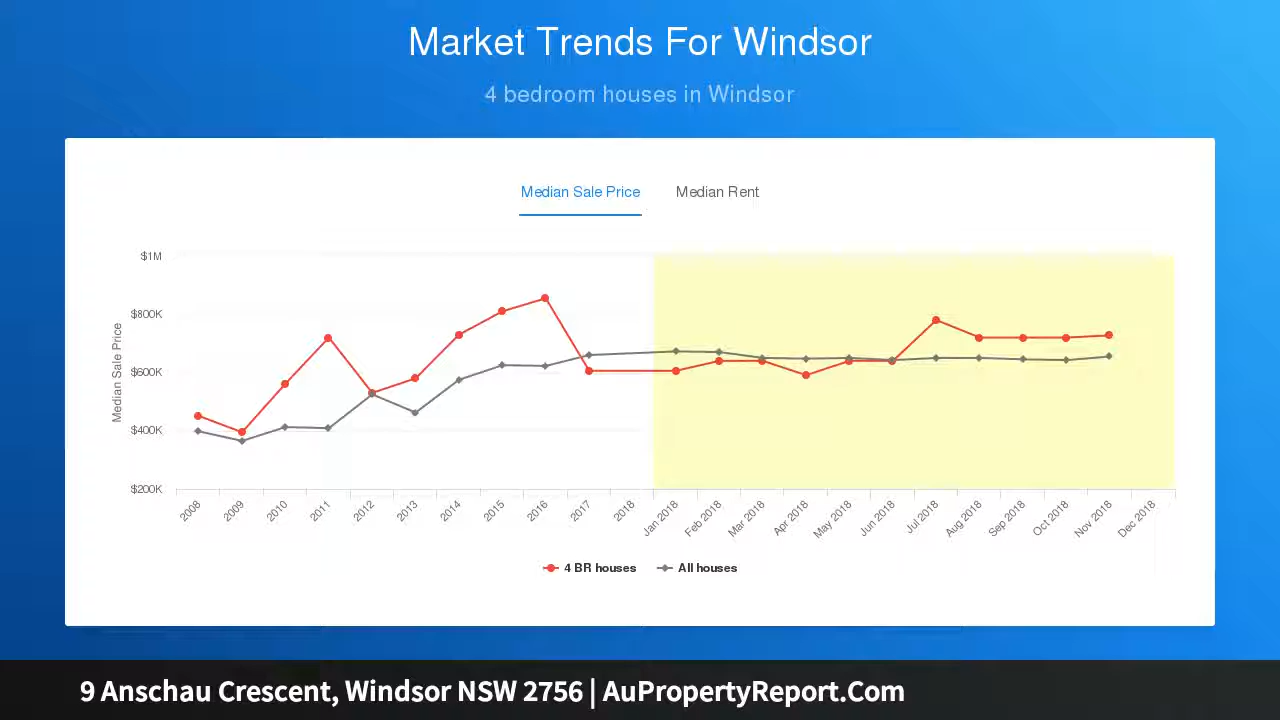 Market Trends For Windsor
4 bedroom houses in Windsor
Median Sale Price Median Rent
Median Sale Price
$1M
$800K
$600K
$400K
$200K
2008 2009 2010 2011 2012 2013 2014 2015 2016 2017 2018 Jan 2018 Feb 2018 Mar 2018 Apr 2018 May 2018 Jun 2018 Jul 2018 Aug 2018 Sep 2018 Oct 2018 Nov 2018 Dec 2018
4 BR houses All houses
9 Anschau Crescent, Windsor NSW 2756 | AuPropertyReport.Com